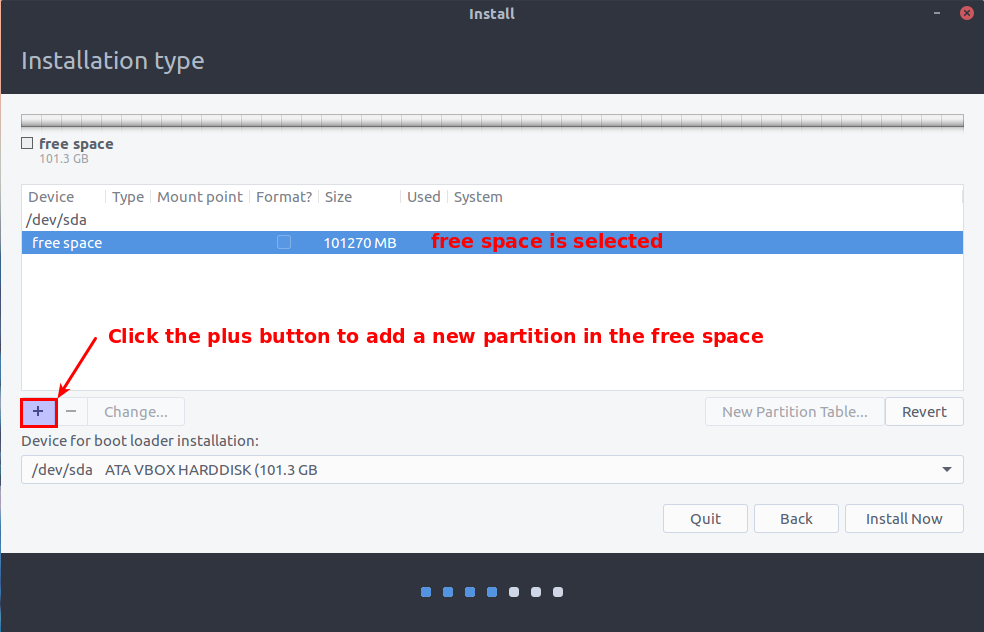 Install
Installation type
free space
101.3 GB
Device Type Mount point Format? Size Used System
/dev/sda
free space 101270 MB free space is selected
Click the plus button to add a new partition in the free space
+ − Change... New Partition Table... Revert
Device for boot loader installation:
/dev/sda ATA VBOX HARDDISK (101.3 GB
Quit Back Install Now